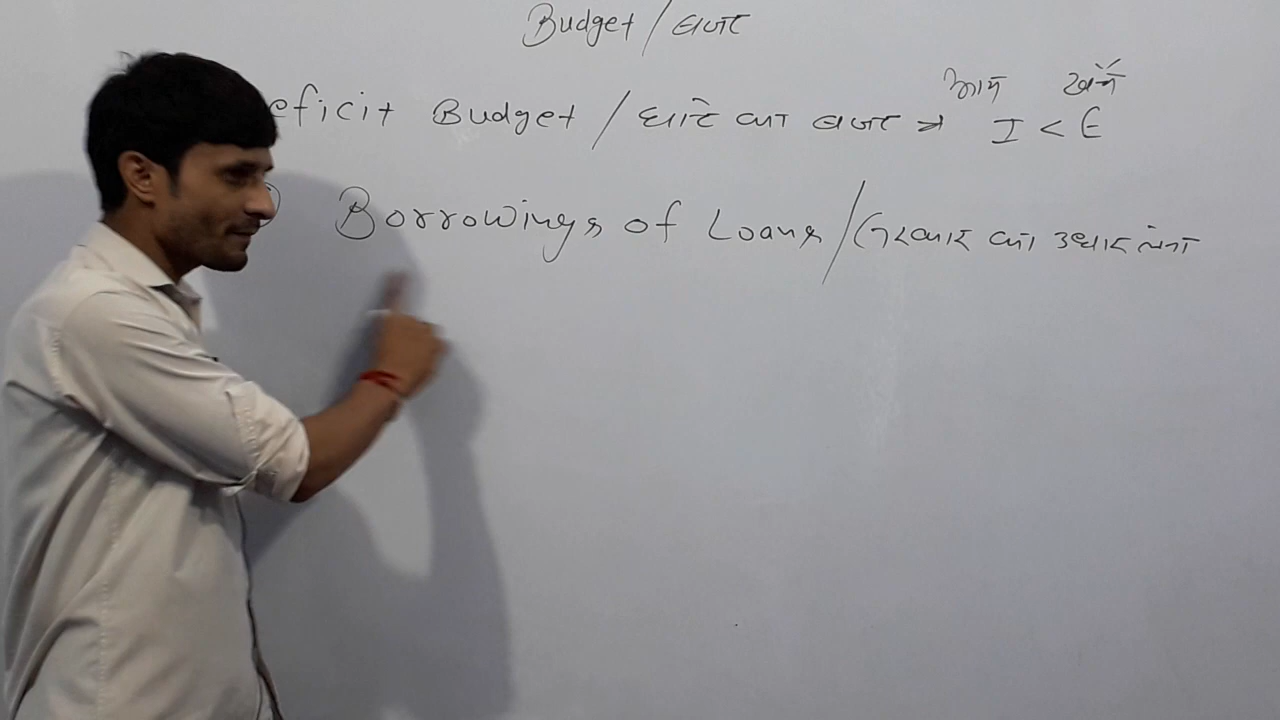 Budget / बजट
eficit Budget / घाटे का बजट → आय I < खर्च E
Borrowings of Loans / सरकार का उधार लेना